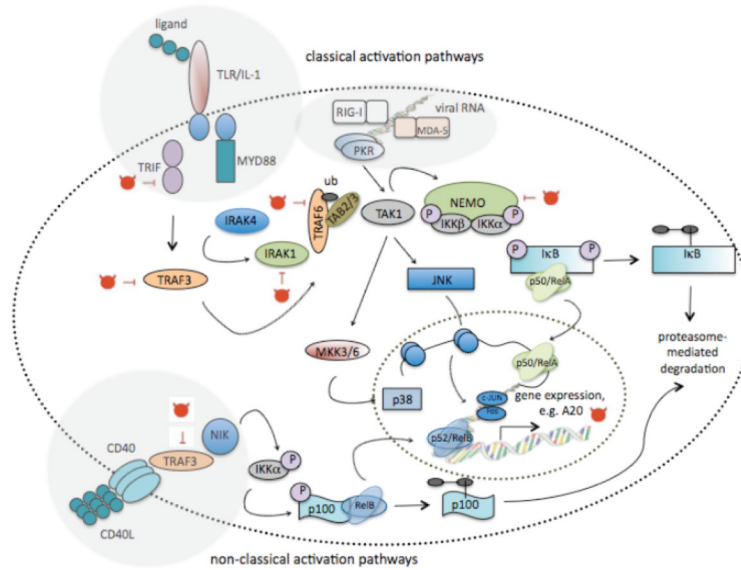 ligand
classical activation pathways
TLR/IL-1
RIG-I
viral RNA
MDA-5
PKR
TRIF
MYD88
ub
TRAF6
TAB2/3
TAK1
NEMO
P
IKKβ
IKKα
P
IRAK4
IRAK1
TRAF3
JNK
P
IκB
P
p50/RelA
IκB
MKK3/6
p38
p50/RelA
proteasome-
mediated
degradation
c-JUN
Fos
gene expression,
e.g. A20
p52/RelB
NIK
CD40
TRAF3
IKKα
P
CD40L
P
p100
RelB
p100
non-classical activation pathways